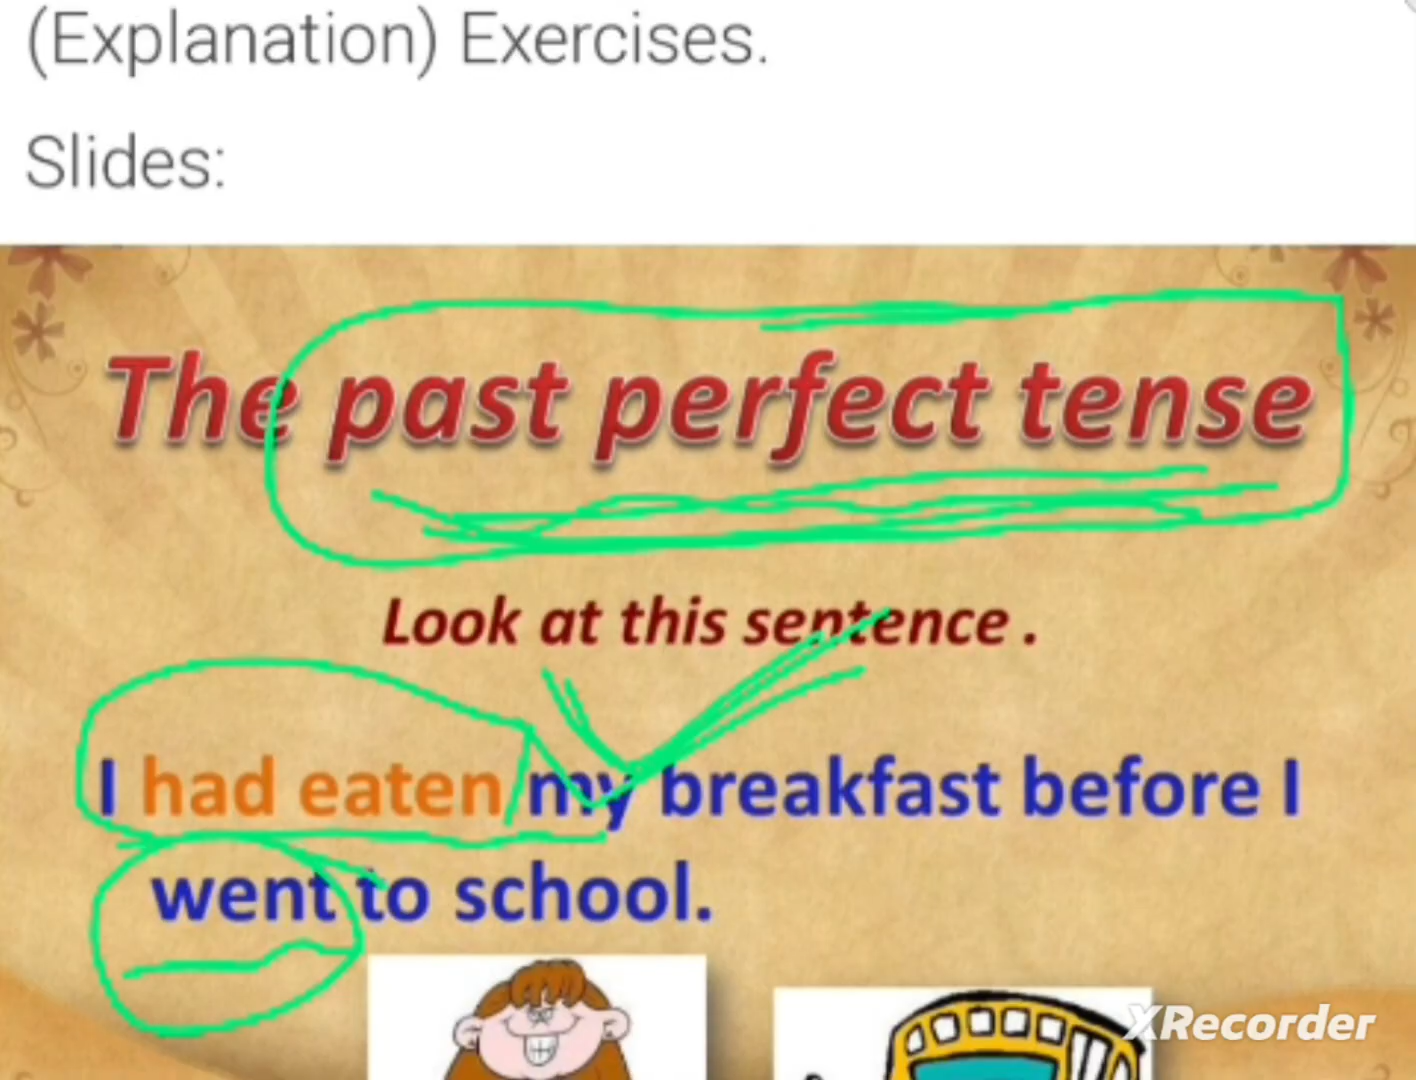 (Explanation) Exercises.
Slides:
The past perfect tense
Look at this sentence .
I had eaten my breakfast before I
went to school.
XRecorder